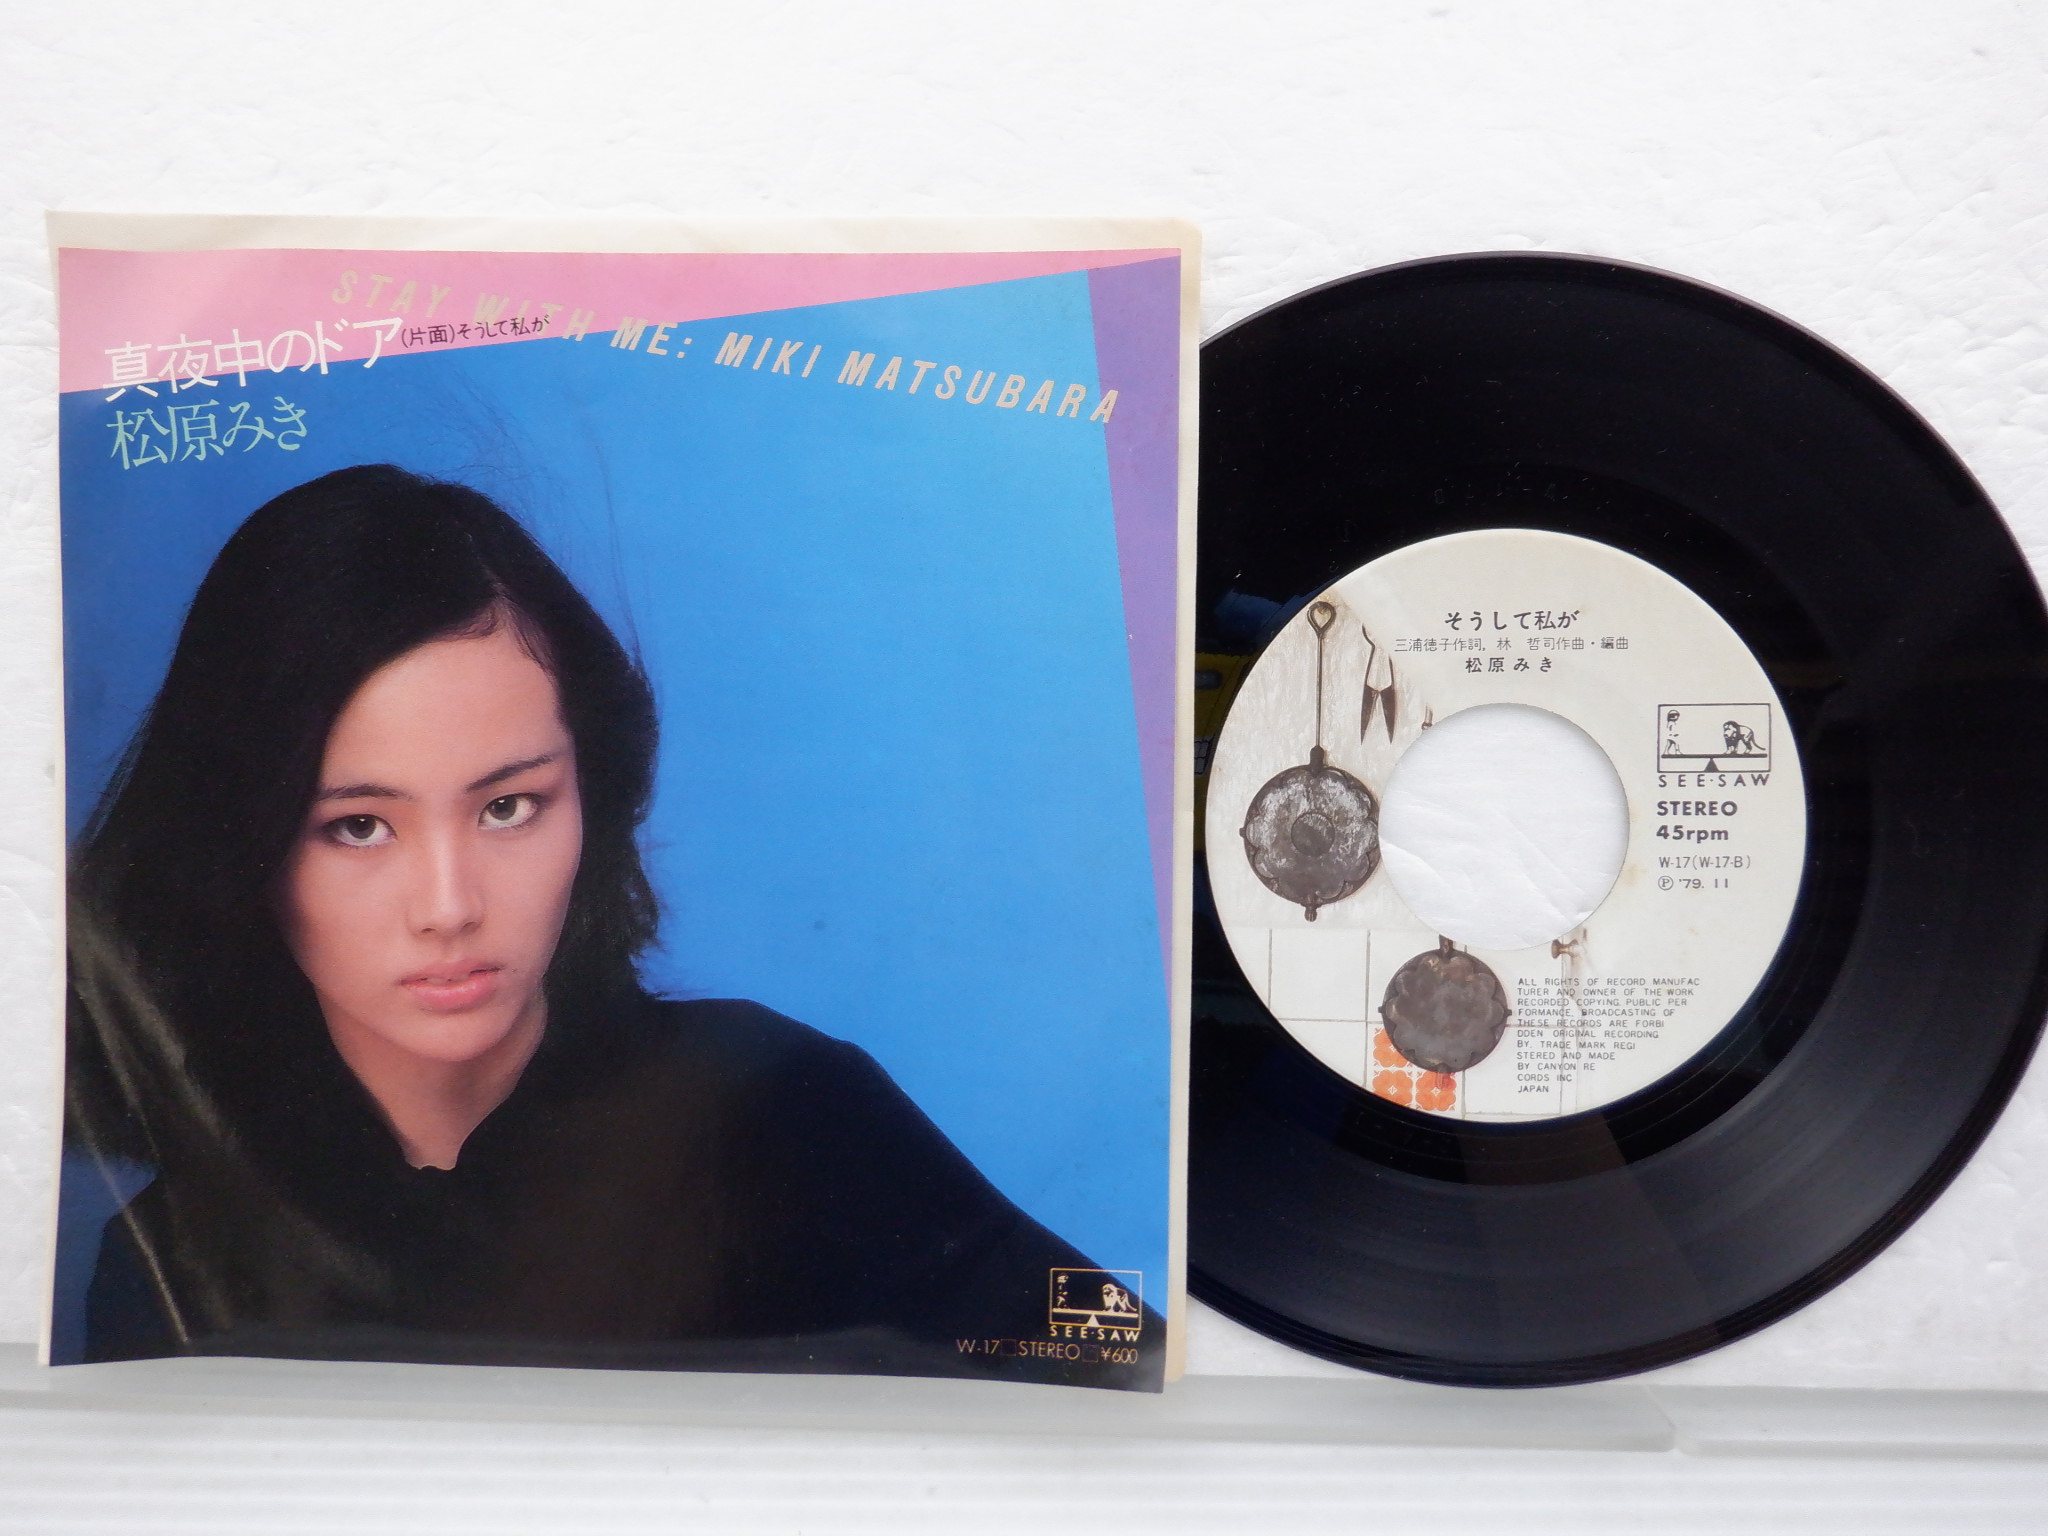 STAY WITH ME: MIKI MATSUBARA
真夜中のドア(片面)そうして私が
松原みき
SEE·SAW
W-17□STEREO□¥600
そうして私が
三浦徳子作詞，林　哲司作曲・編曲
松原みき
SEE·SAW
STEREO
45rpm
W-17(W-17-B)
Ⓟ '79. 11
ALL RIGHTS OF RECORD MANUFAC
TURER AND OWNER OF THE WORK
RECORDED COPYING. PUBLIC PER
FORMANCE, BROADCASTING OF
THESE RECORDS ARE FORBI
DDEN ORIGINAL RECORDING
BY. TRADE MARK REGI
STERED AND MADE
BY CANYON RE
CORDS INC
JAPAN